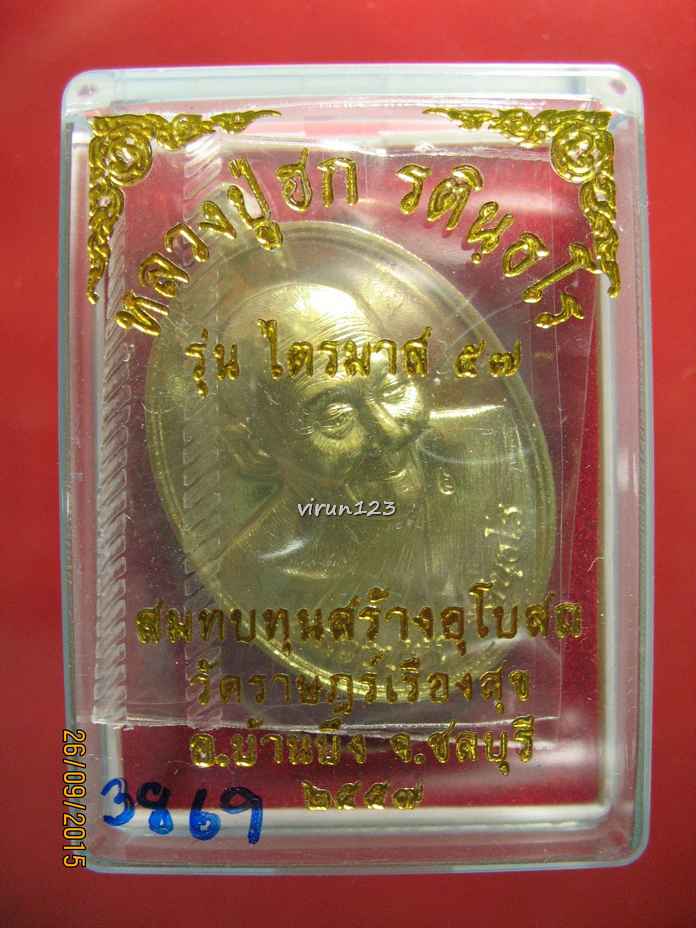 หลวงปู่ฮก รตินฺธโร
รุ่น ไตรมาส ๕๗
virun123
สมทบทุนสร้างอุโบสถ
วัดราษฎร์เรืองสุข
อ.บ้านบึง จ.ชลบุรี
๒๕๕๗
3869
26/09/2015